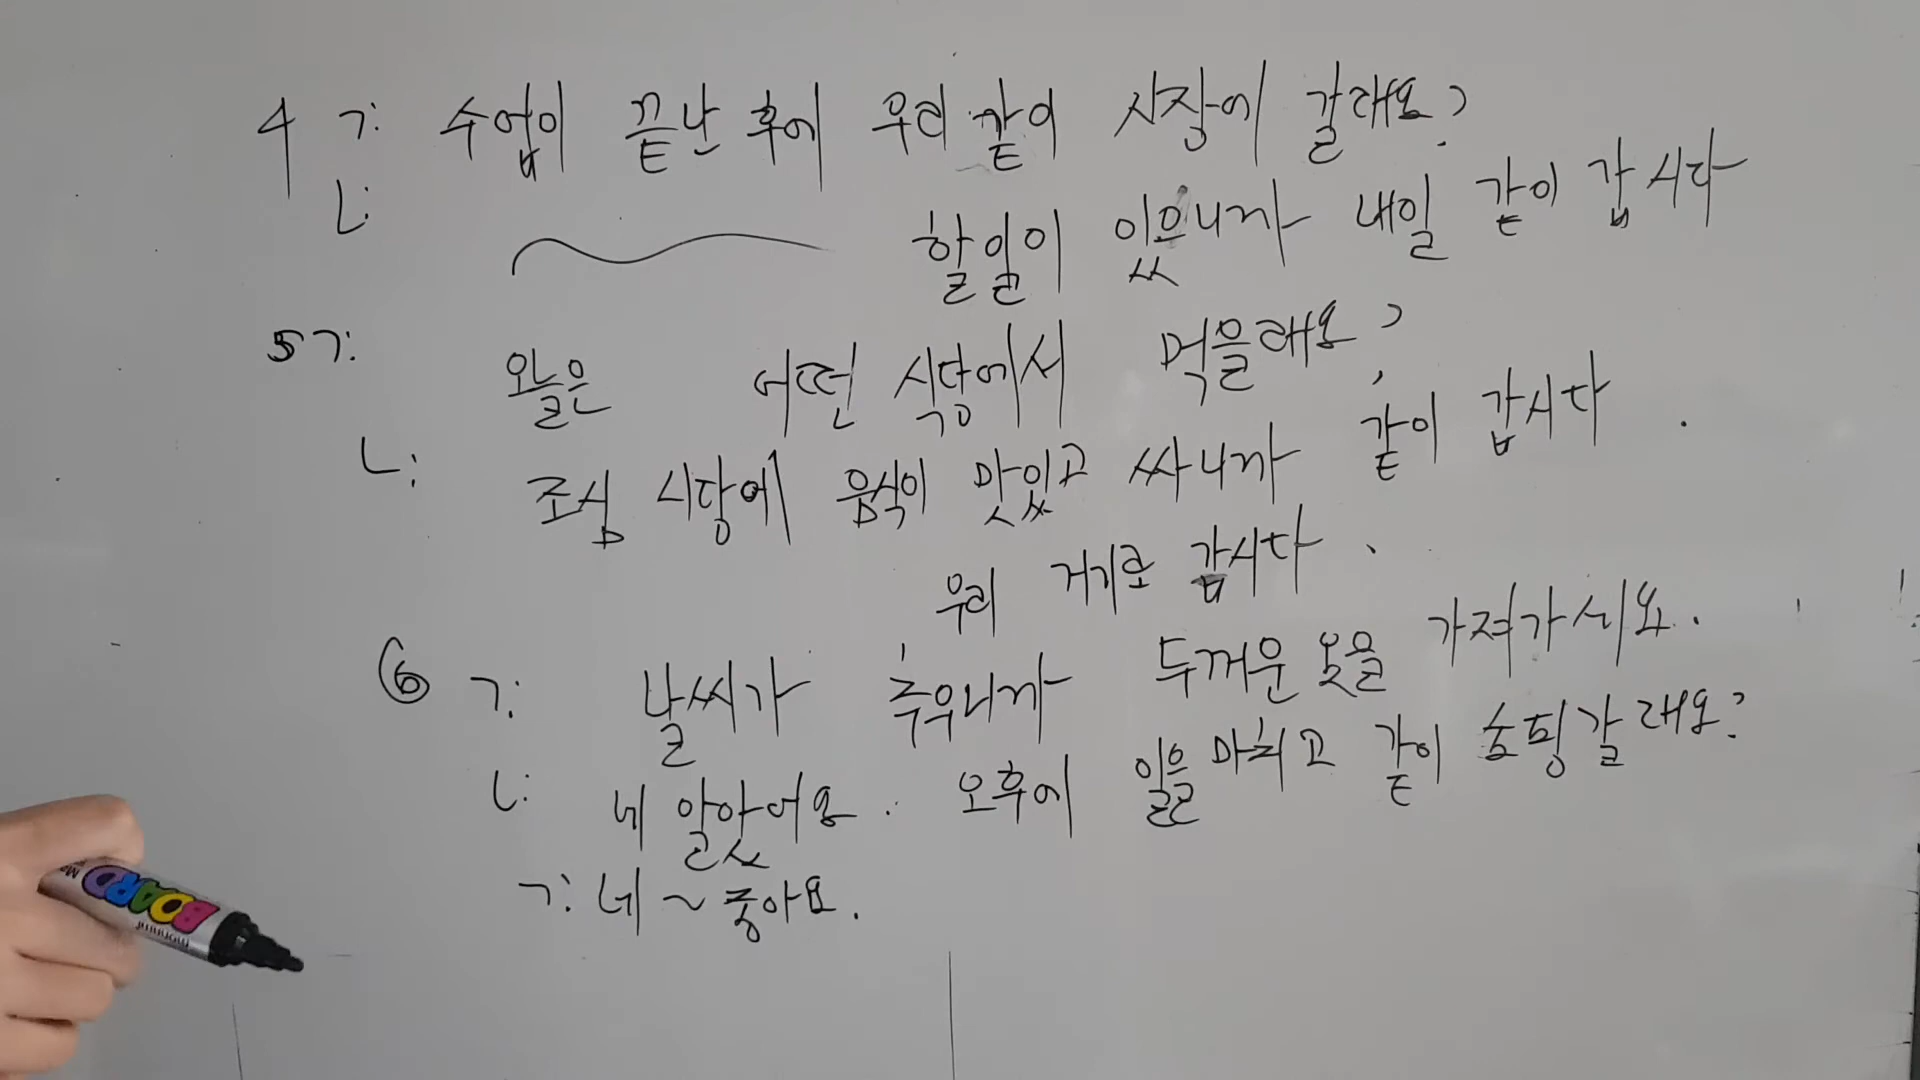 4 ㄱ: 수업이 끝난 후에 우리 같이 시장에 갈래요?
ㄴ: 할 일이 있으니까 내일 같이 갑시다
5 ㄱ: 오늘은 어떤 식당에서 먹을래요?
ㄴ: 조심 시당에 음식이 맛있고 싸니까 같이 갑시다.
우리 거기로 갑시다.
⑥ ㄱ: 날씨가 추우니까 두꺼운 옷을 가져가세요.
ㄴ: 네 알았어요. 오후에 일을 마치고 같이 쇼핑갈래요?
ㄱ: 네~좋아요.
BOARD
monami